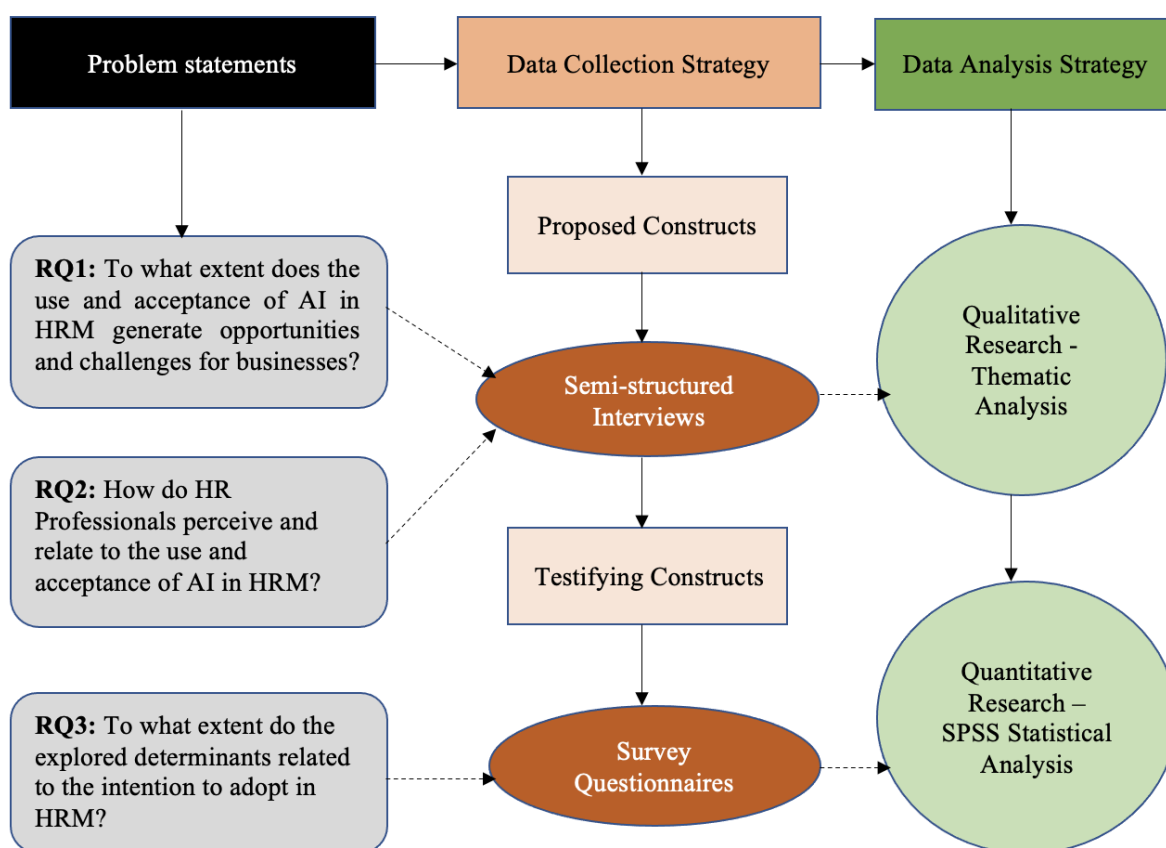 Problem statements
Data Collection Strategy
Data Analysis Strategy
Proposed Constructs
RQ1: To what extent does the
use and acceptance of AI in
HRM generate opportunities
and challenges for businesses?
Semi-structured
Interviews
Qualitative
Research -
Thematic
Analysis
RQ2: How do HR
Professionals perceive and
relate to the use and
acceptance of AI in HRM?
Testifying Constructs
RQ3: To what extent do the
explored determinants related
to the intention to adopt in
HRM?
Survey
Questionnaires
Quantitative
Research –
SPSS Statistical
Analysis